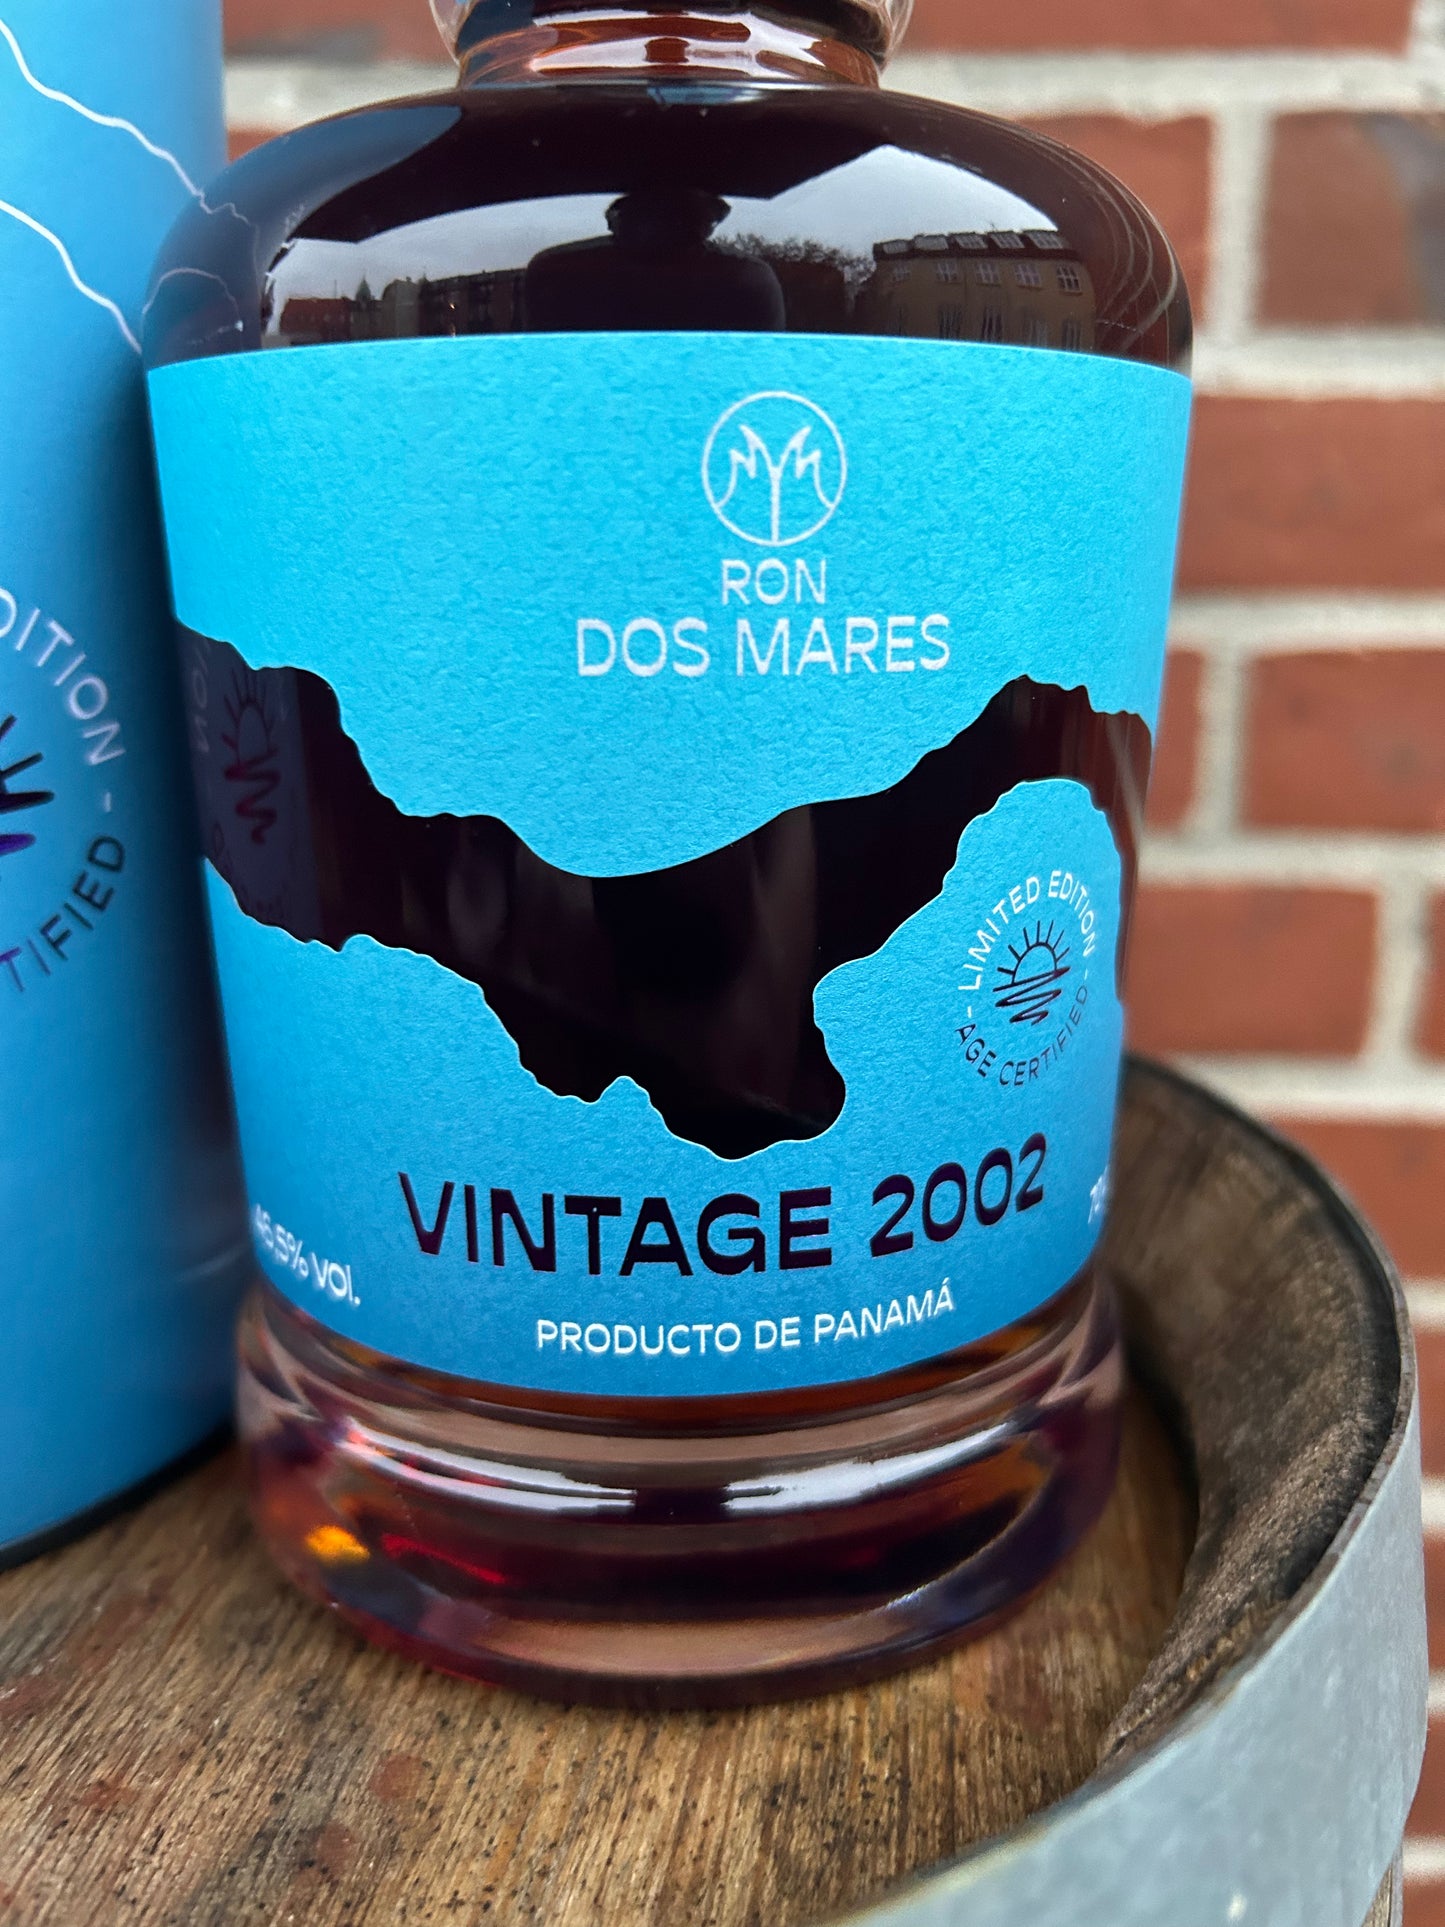 RON
DOS MARES
- LIMITED EDITION -
AGE CERTIFIED
VINTAGE 2002
46,5% VOL.
PRODUCTO DE PANAMÁ